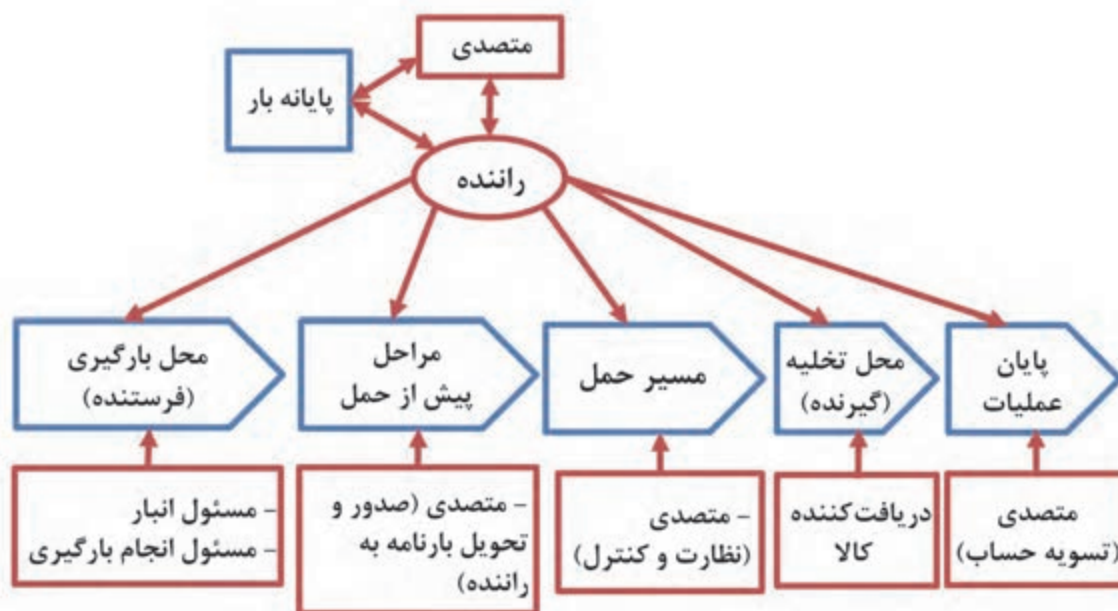 متصدی
پایانه بار
راننده
محل بارگیری
(فرستنده)
مراحل
پیش از حمل
مسیر حمل
محل تخلیه
(گیرنده)
پایان
عملیات
– مسئول انبار
– مسئول انجام بارگیری
– متصدی (صدور و
تحویل بارنامه به
راننده)
– متصدی
(نظارت و کنترل)
دریافت‌کننده
کالا
متصدی
(تسویه حساب)